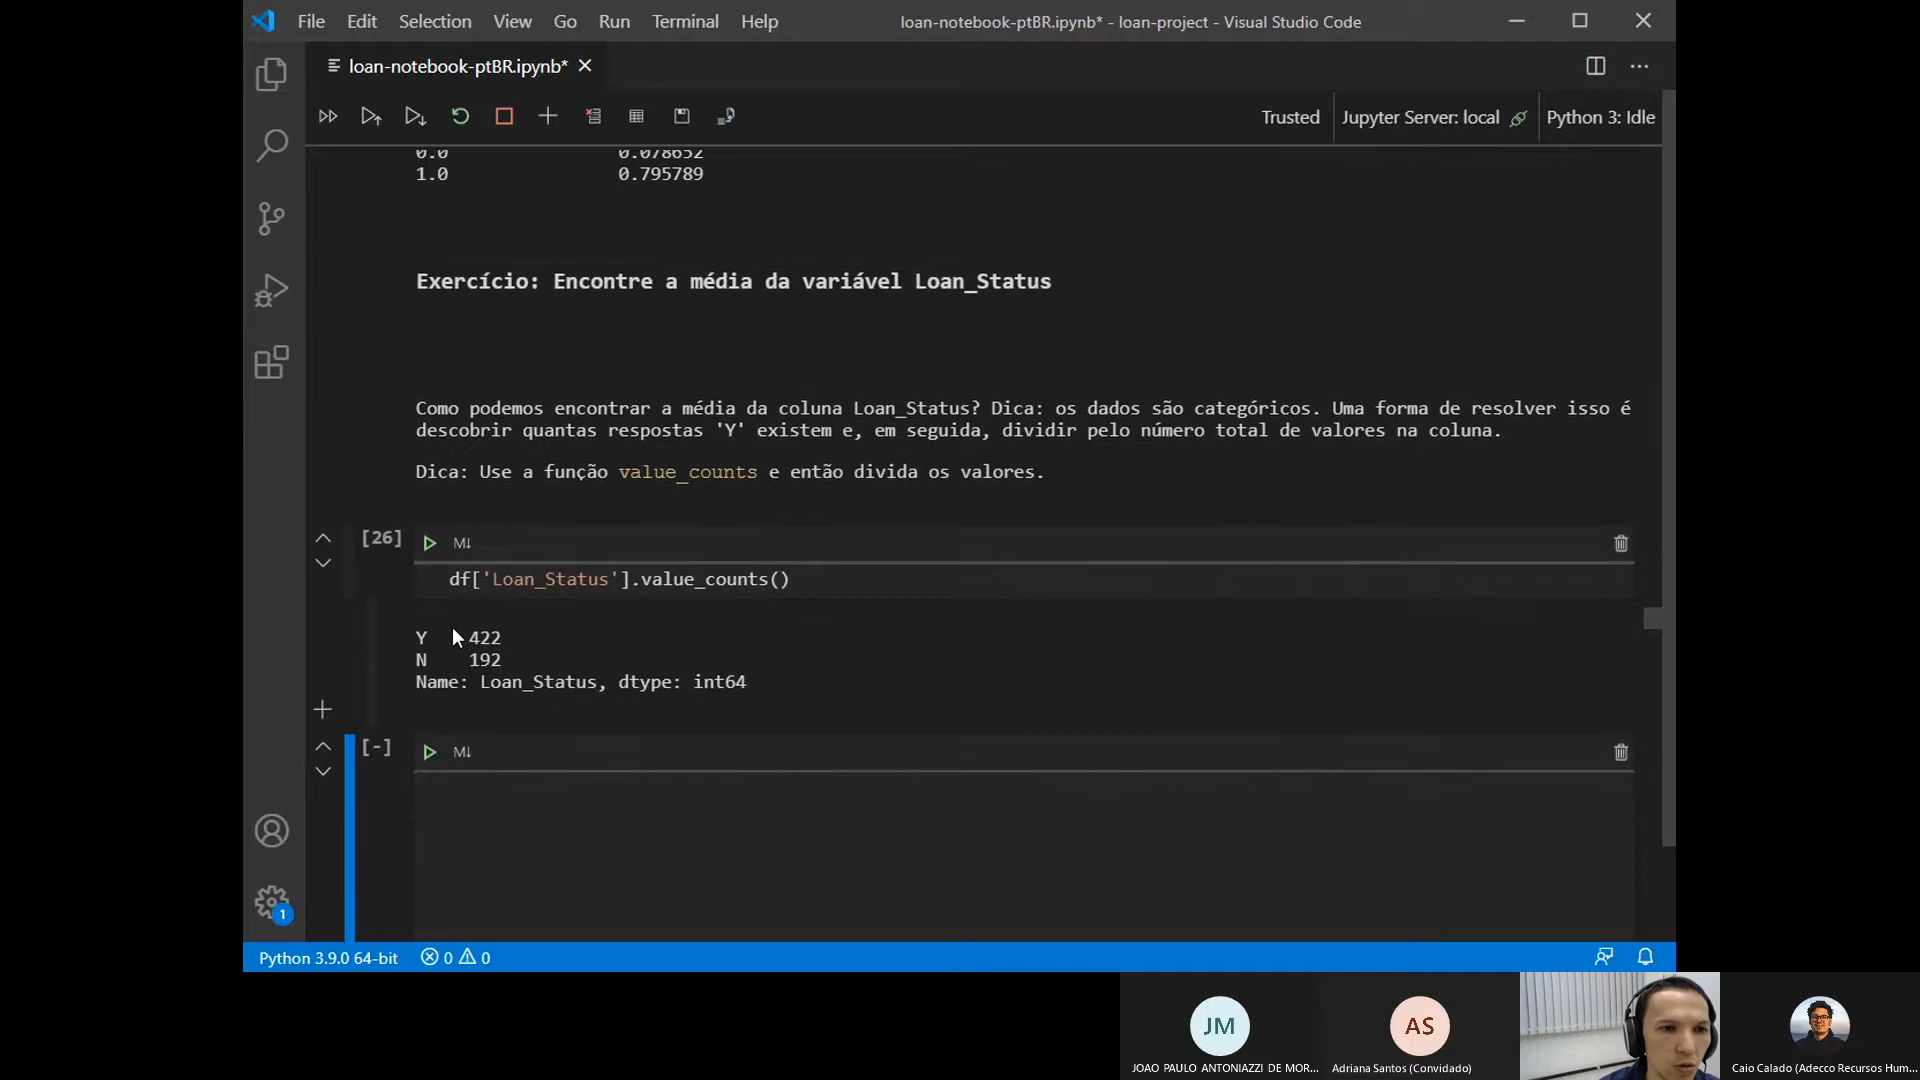 File Edit Selection View Go Run Terminal Help loan-notebook-ptBR.ipynb* - loan-project - Visual Studio Code
loan-notebook-ptBR.ipynb*
Trusted Jupyter Server: local Python 3: Idle
0.0 0.078652
1.0 0.795789
Exercício: Encontre a média da variável Loan_Status
Como podemos encontrar a média da coluna Loan_Status? Dica: os dados são categóricos. Uma forma de resolver isso é
descobrir quantas respostas 'Y' existem e, em seguida, dividir pelo número total de valores na coluna.
Dica: Use a função value_counts e então divida os valores.
[26] M↓
df['Loan_Status'].value_counts()
Y 422
N 192
Name: Loan_Status, dtype: int64
[-] M↓
1
Python 3.9.0 64-bit 0 0
JM AS
JOAO PAULO ANTONIAZZI DE MOR... Adriana Santos (Convidado) Caio Calado (Adecco Recursos Hum...